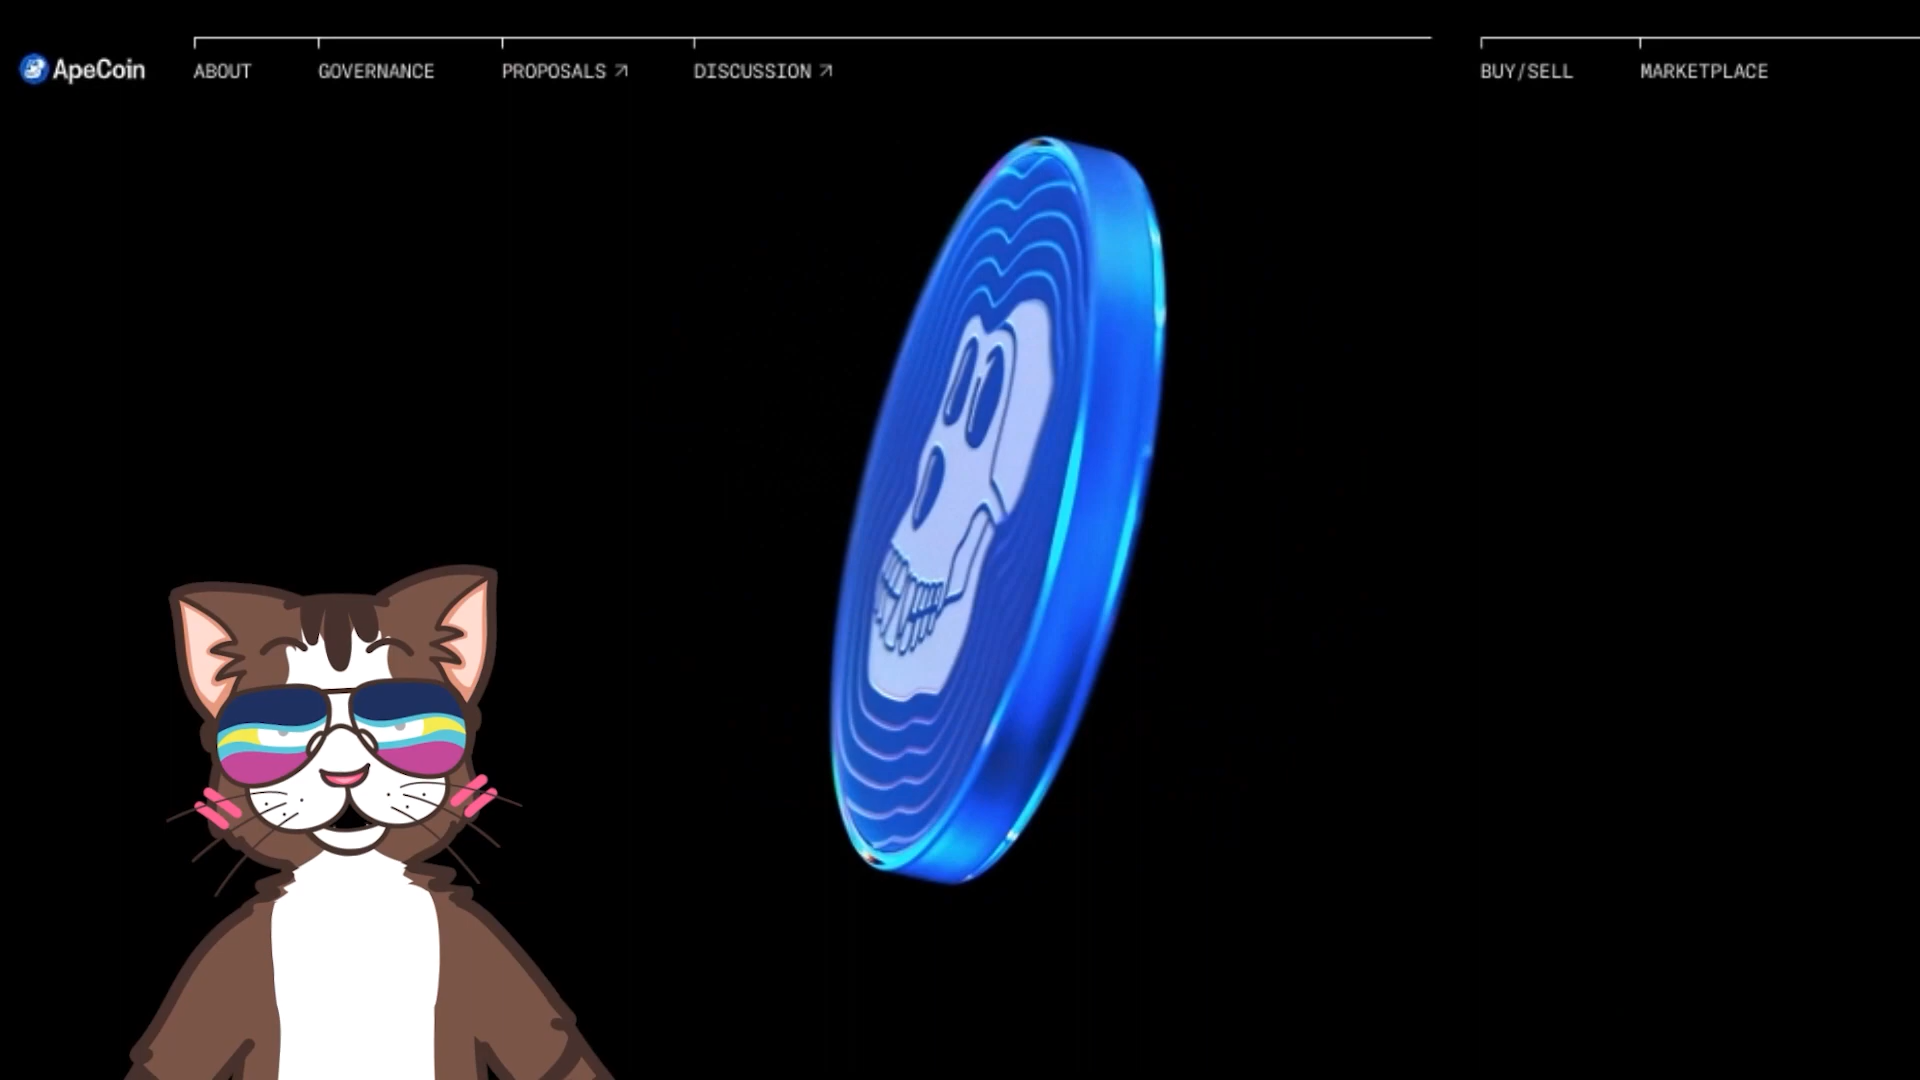 ApeCoin
ABOUT
GOVERNANCE
PROPOSALS ↗
DISCUSSION ↗
BUY/SELL
MARKETPLACE